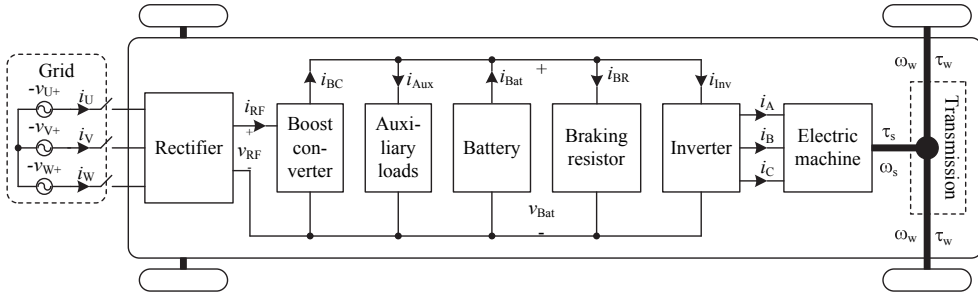 Grid
-vU+
iU
-vV+
iV
-vW+
iW
Rectifier
iRF
+
vRF
-
iBC
Boost
con-
verter
iAux
Auxi-
liary
loads
iBat
Battery
+
vBat
-
iBR
Braking
resistor
iInv
Inverter
iA
iB
iC
Electric
machine
τs
ωs
ωw
τw
Transmission
ωw
τw